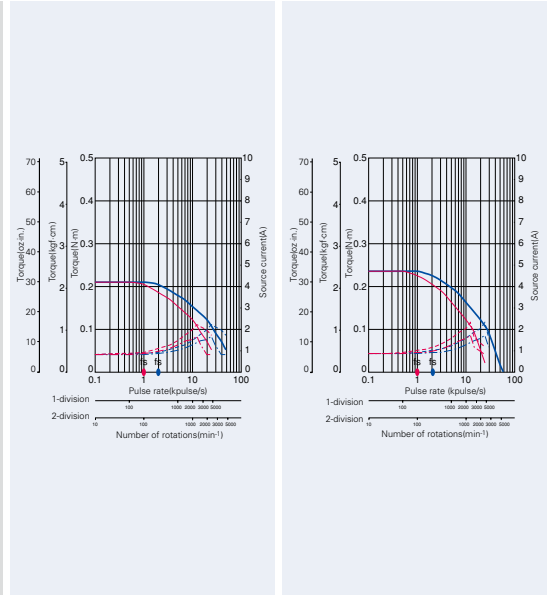 Torque(oz·in.)
70
60
50
40
30
20
10
0
Torque(kgf·cm)
5
4
3
2
1
0
Torque(N·m)
0.5
0.4
0.3
0.2
0.1
0
10
9
8
7
6
5
4
3
2
1
0
Source current(A)
fs fs
0.1 1 10 100
Pulse rate(kpulse/s)
1-division
100 1000 2000 3000 5000
2-division
10 100 1000 2000 3000 5000
Number of rotations(min-1)
Torque(oz·in.)
70
60
50
40
30
20
10
0
Torque(kgf·cm)
5
4
3
2
1
0
Torque(N·m)
0.5
0.4
0.3
0.2
0.1
0
10
9
8
7
6
5
4
3
2
1
0
Source current(A)
fs fs
0.1 1 10 100
Pulse rate (kpulse/s)
1-division
100 1000 2000 3000 5000
2-division
10 100 1000 2000 3000 5000
Number of rotations(min-1)